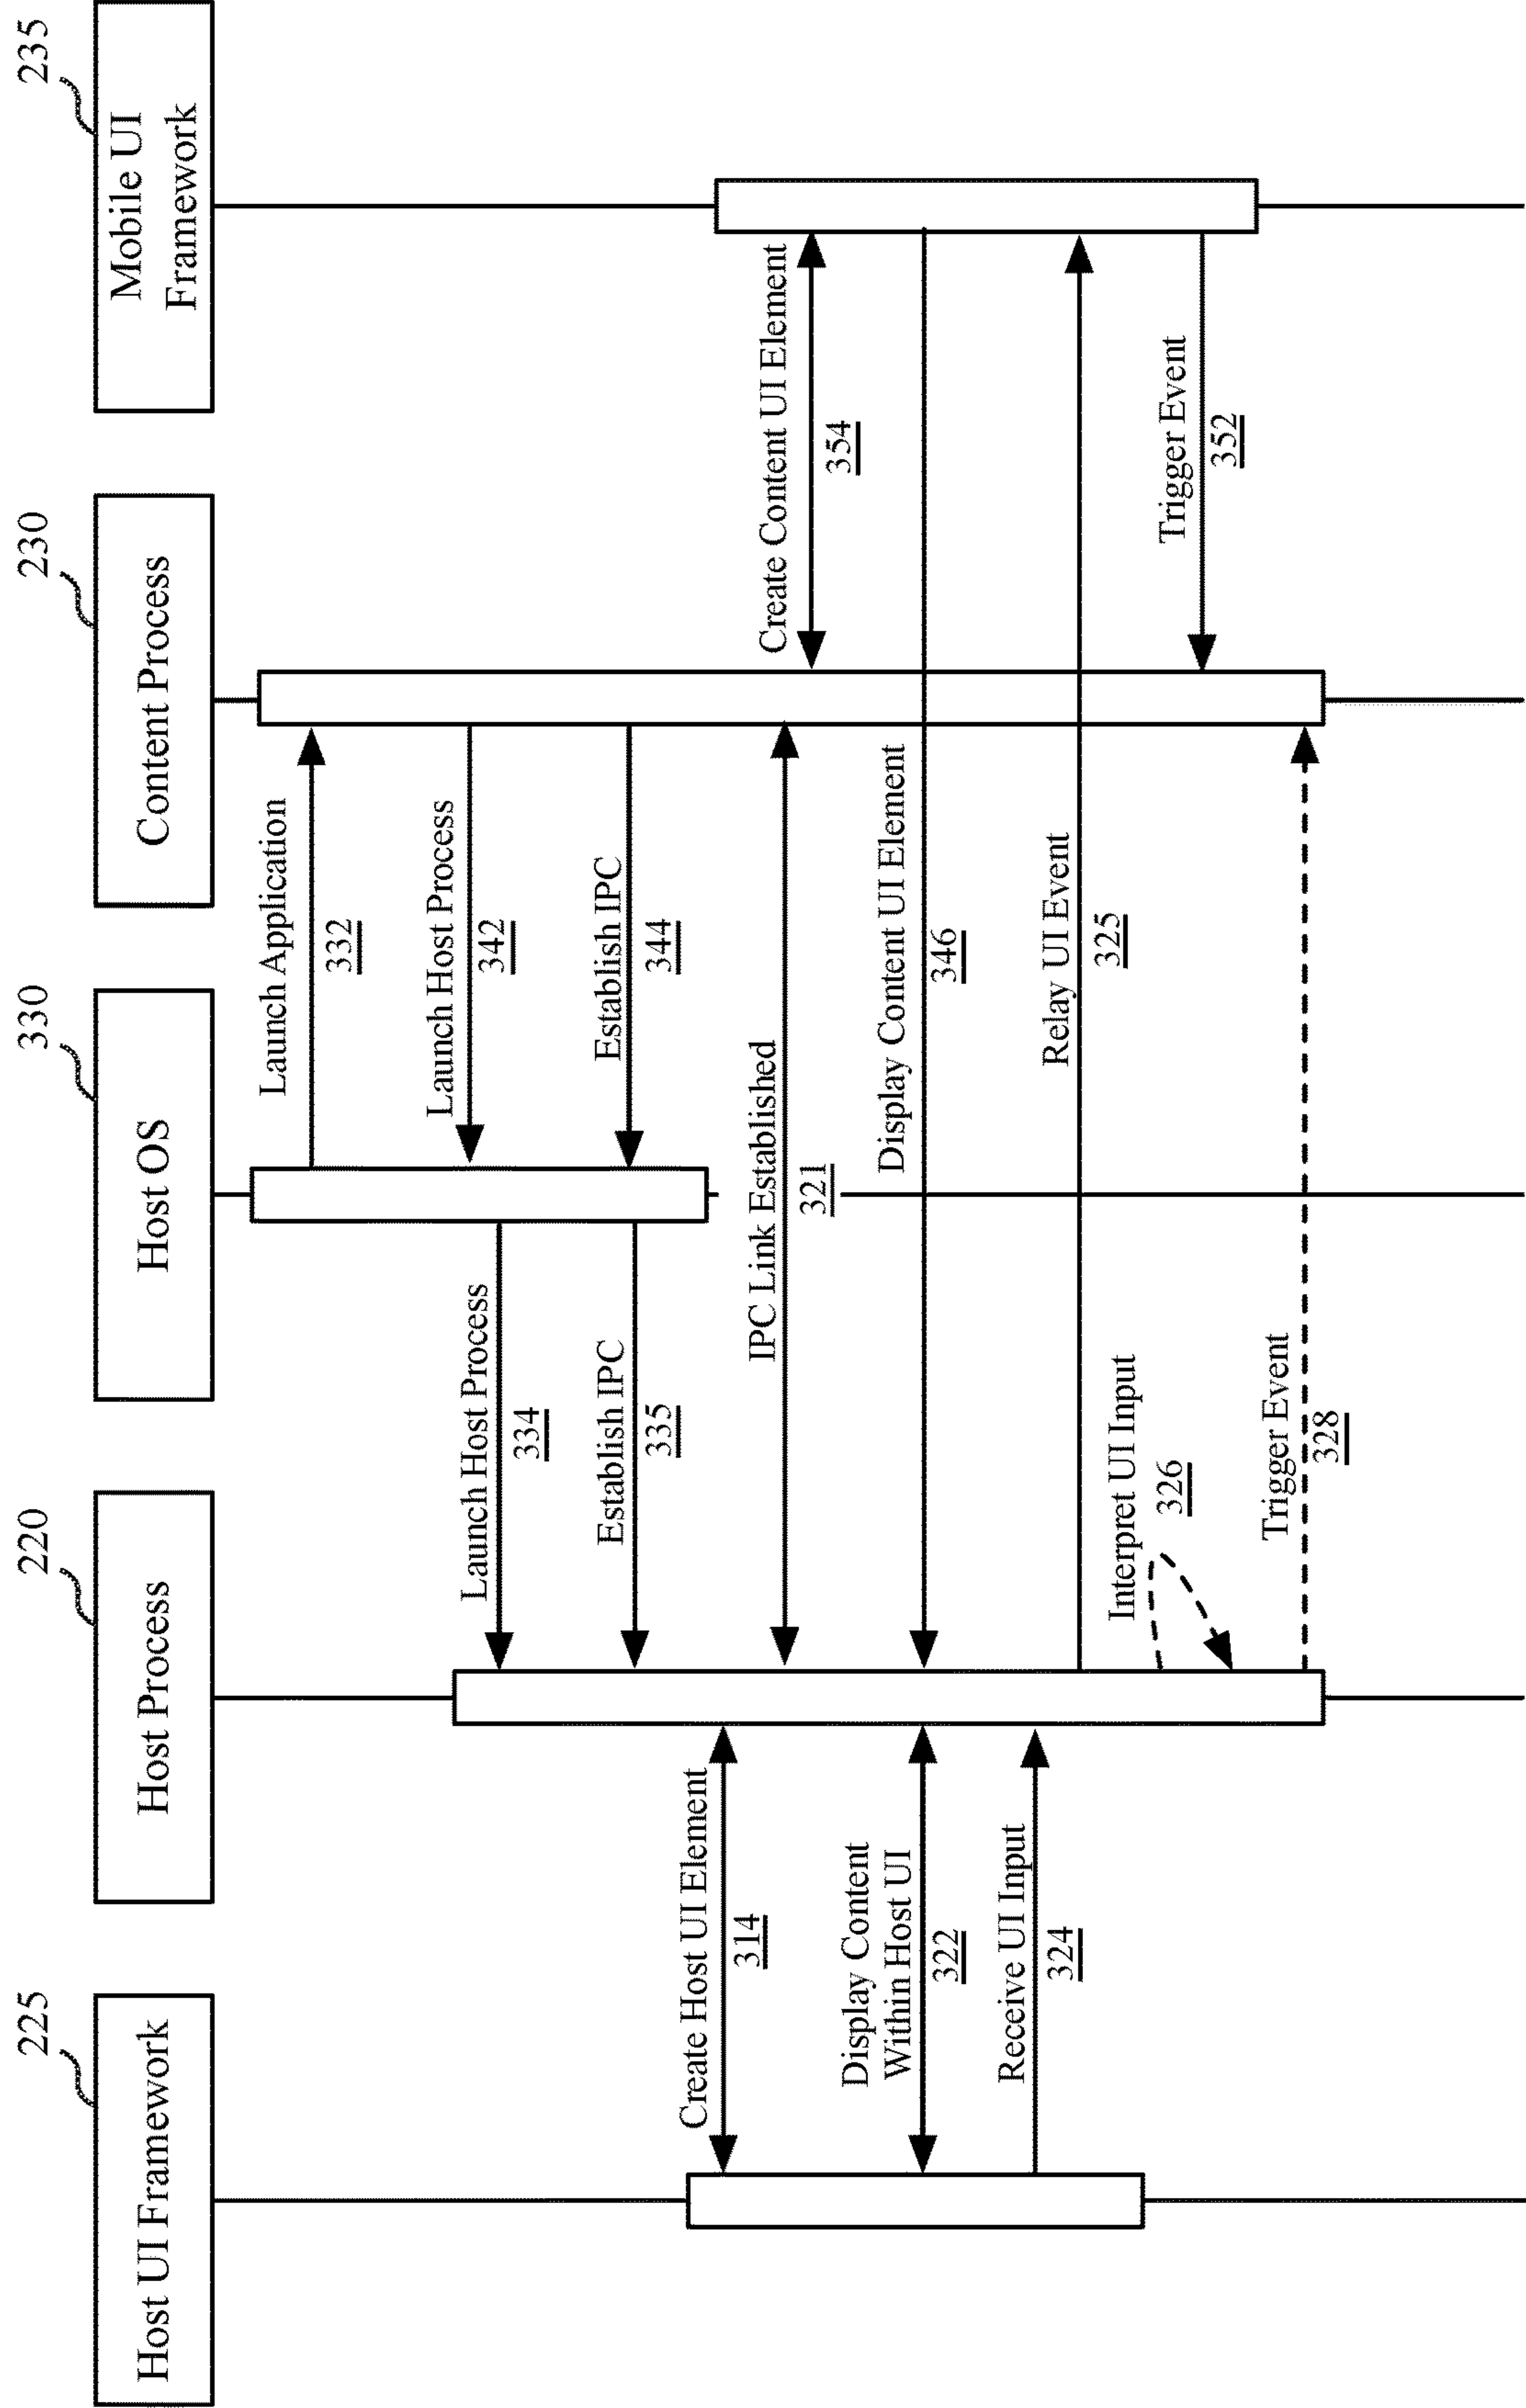 225
Host UI Framework
220
Host Process
330
Host OS
230
Content Process
235
Mobile UI
Framework
Launch Application
332
Launch Host Process
342
Launch Host Process
334
Establish IPC
344
Establish IPC
335
Create Host UI Element
314
IPC Link Established
321
Create Content UI Element
354
Display Content
Within Host UI
322
Display Content UI Element
346
Receive UI Input
324
Relay UI Event
325
Interpret UI Input
326
Trigger Event
352
Trigger Event
328